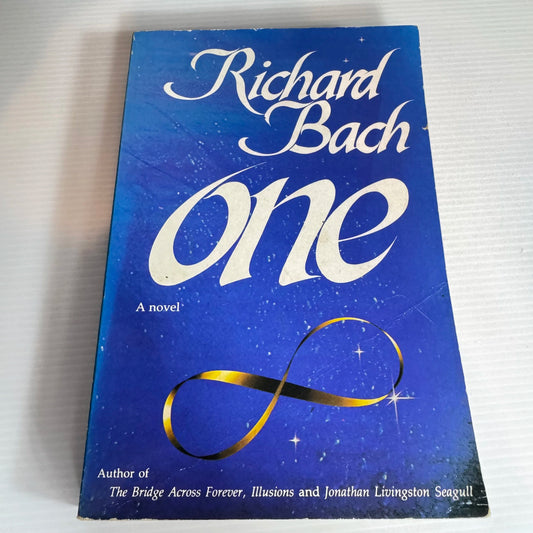 Richard
Bach
one
A novel
Author of
The Bridge Across Forever, Illusions and Jonathan Livingston Seagull